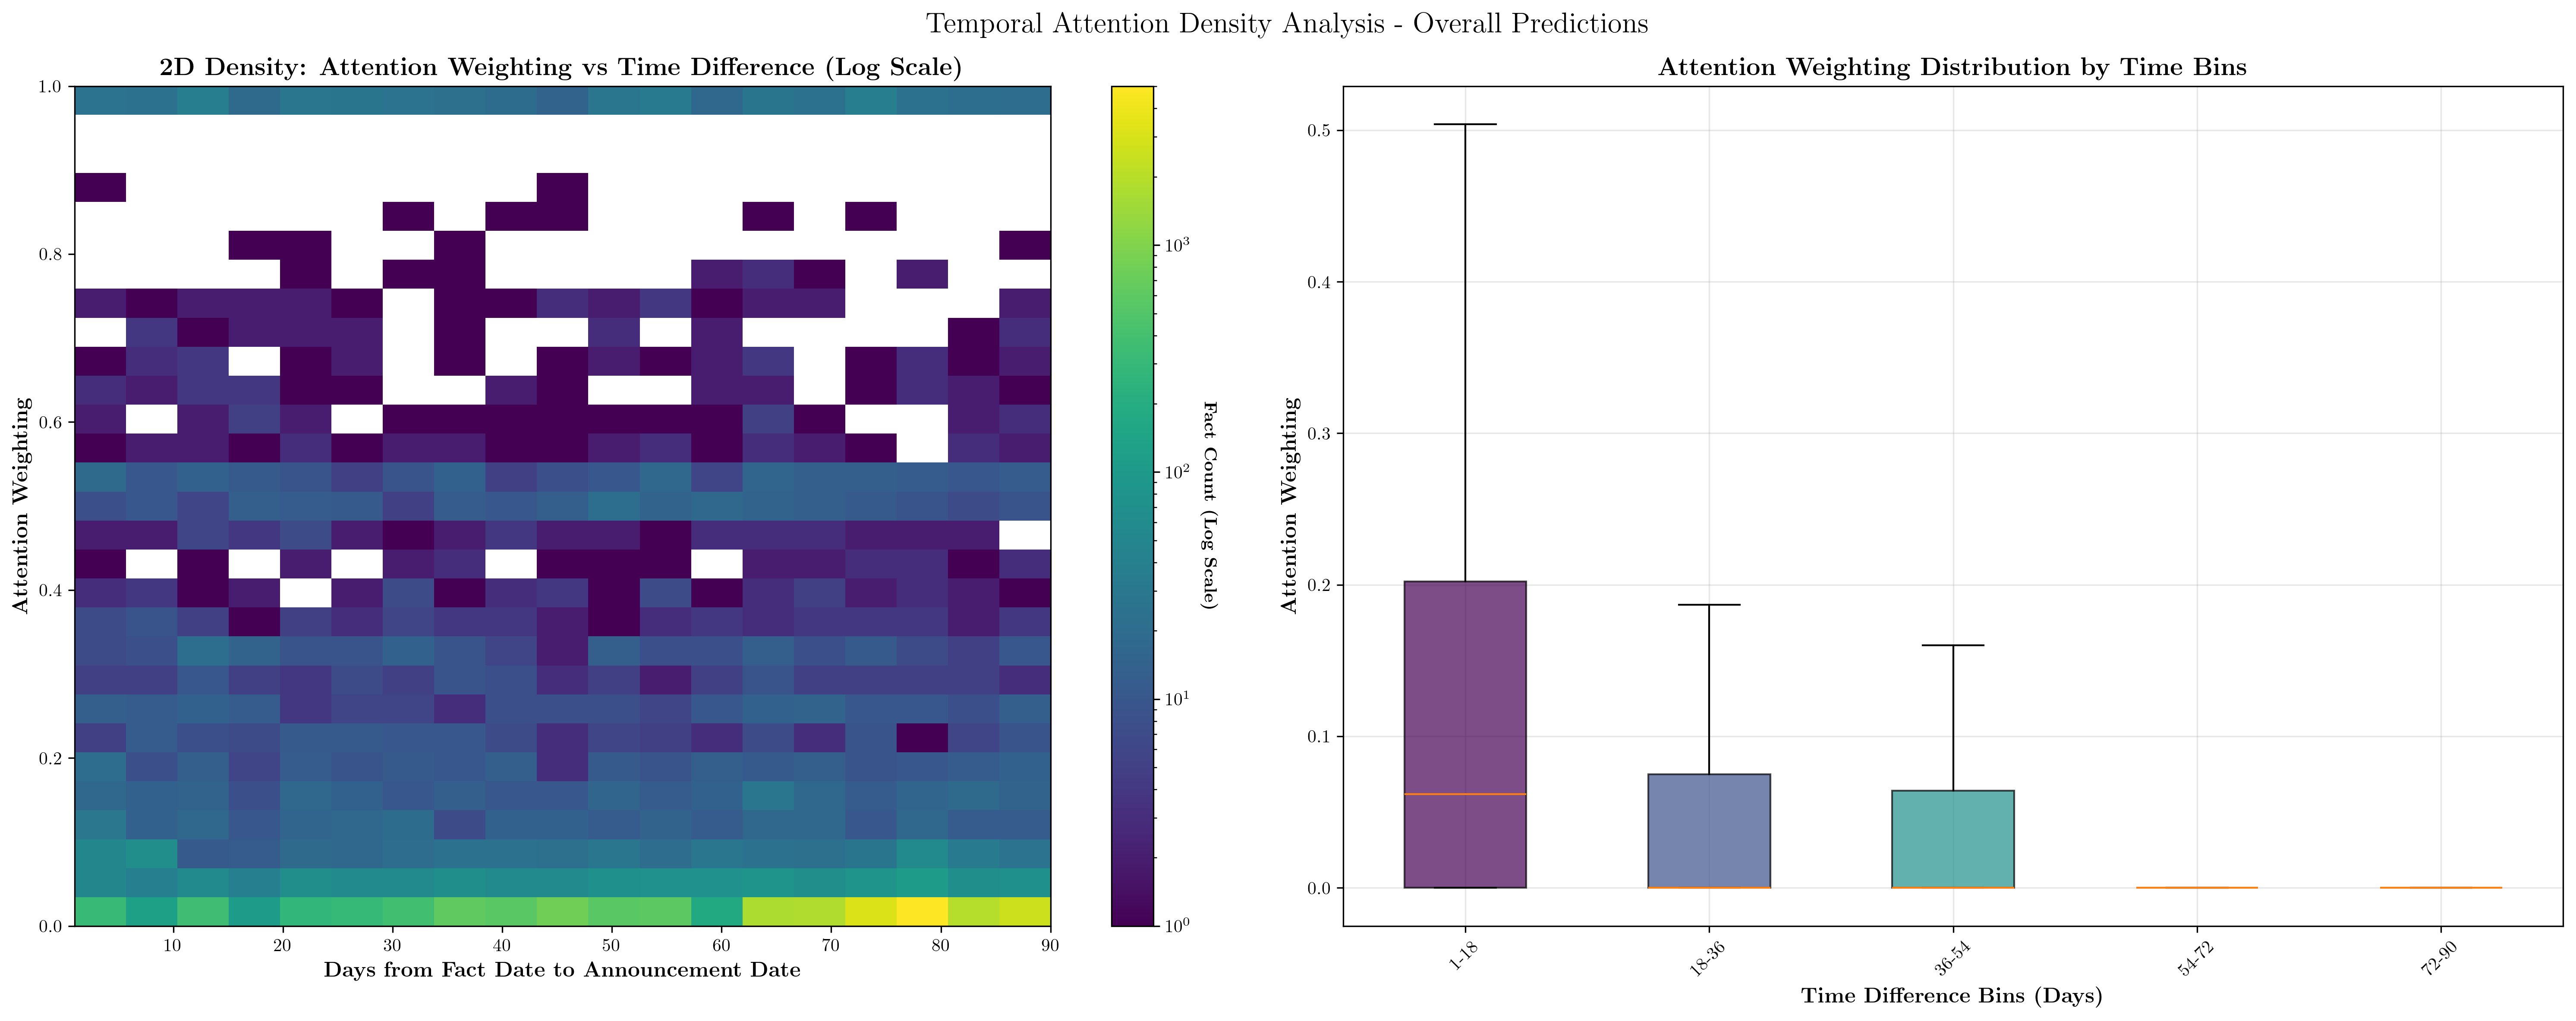 Temporal Attention Density Analysis - Overall Predictions
2D Density: Attention Weighting vs Time Difference (Log Scale)
Attention Weighting
1.0
0.8
0.6
0.4
0.2
0.0
10 20 30 40 50 60 70 80 90
Days from Fact Date to Announcement Date
10³
10²
10¹
10⁰
Fact Count (Log Scale)
Attention Weighting Distribution by Time Bins
Attention Weighting
0.5
0.4
0.3
0.2
0.1
0.0
1-18 18-36 36-54 54-72 72-90
Time Difference Bins (Days)